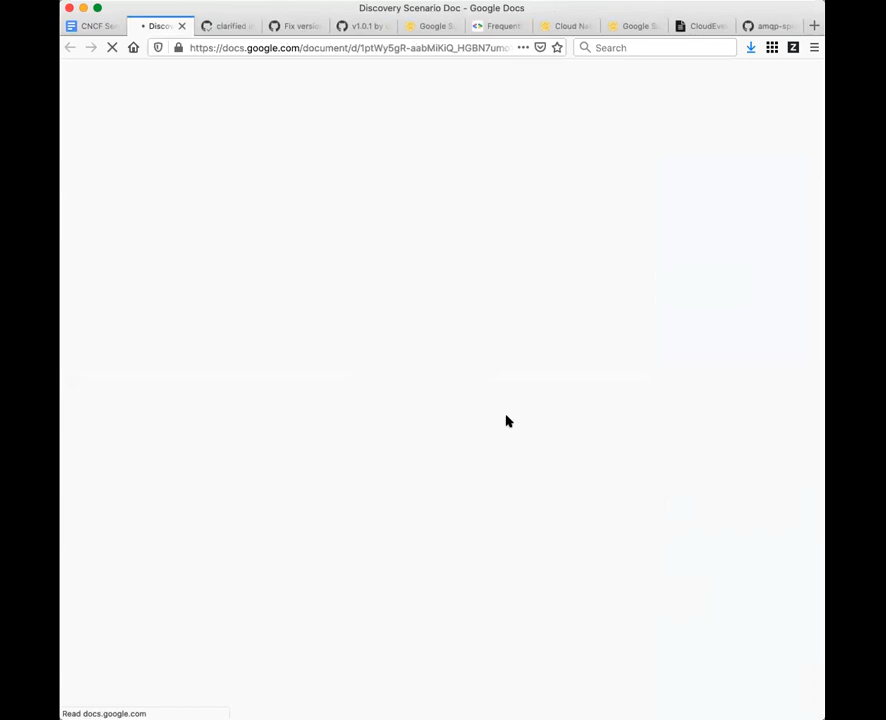 Discovery Scenario Doc - Google Docs
CNCF Se
Discov
clarified
Fix versio
v1.0.1 by
Google S
Frequent
Cloud Na
Google S
CloudEve
amqp-sp
https://docs.google.com/document/d/1ptWy5gR-aabMiKiQ_HGBN7umo
Search
Z
Read docs.google.com